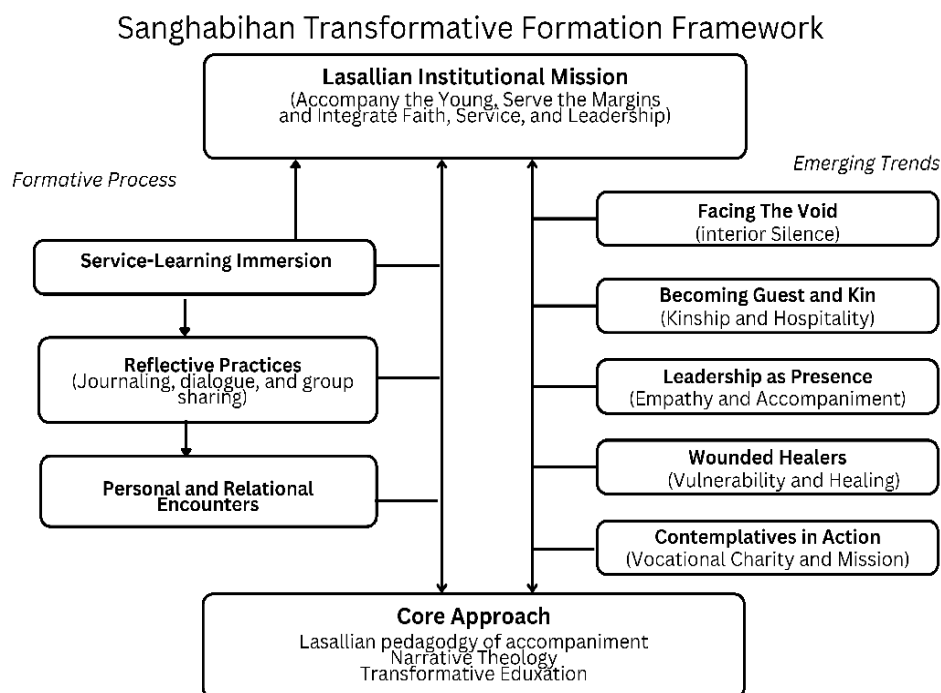 Sanghabihan Transformative Formation Framework
Lasallian Institutional Mission
(Accompany the Young, Serve the Margins
and Integrate Faith, Service, and Leadership)
Formative Process
Service-Learning Immersion
Reflective Practices
(Journaling, dialogue, and group
sharing)
Personal and Relational
Encounters
Emerging Trends
Facing The Void
(interior Silence)
Becoming Guest and Kin
(Kinship and Hospitality)
Leadership as Presence
(Empathy and Accompaniment)
Wounded Healers
(Vulnerability and Healing)
Contemplatives in Action
(Vocational Charity and Mission)
Core Approach
Lasallian pedagodgy of accompaniment
Narrative Theology
Transformative Eduxation